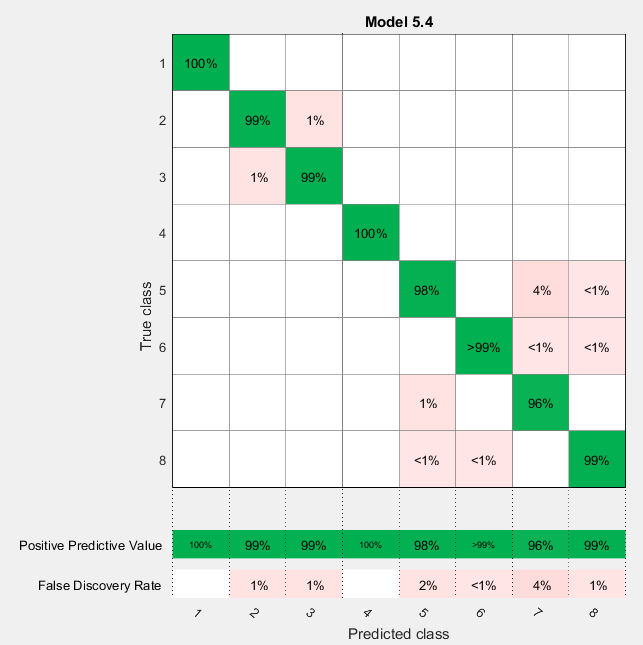 Model 5.4
1 100%
2 99% 1%
3 1% 99%
4 100%
5 98% 4% <1%
6 >99% <1% <1%
7 1% 96%
8 <1% <1% 99%
True class
Positive Predictive Value 100% 99% 99% 100% 98% >99% 96% 99%
False Discovery Rate 1% 1% 2% <1% 4% 1%
1 2 3 4 5 6 7 8
Predicted class